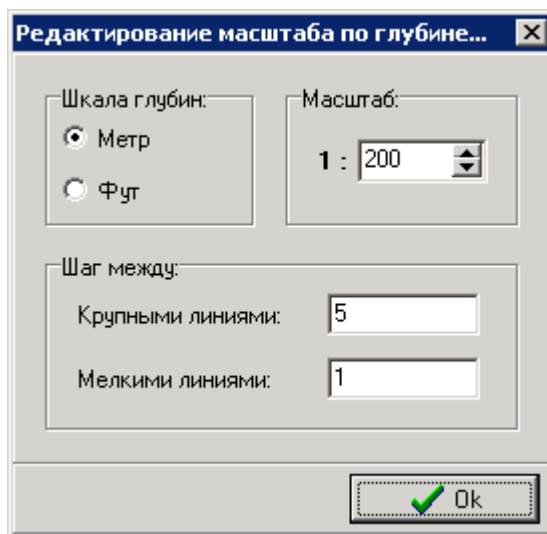 Редактирование масштаба по глубине...
Шкала глубин:
Метр
Фут
Масштаб:
1 : 200
Шаг между:
Крупными линиями: 5
Мелкими линиями: 1
Ok